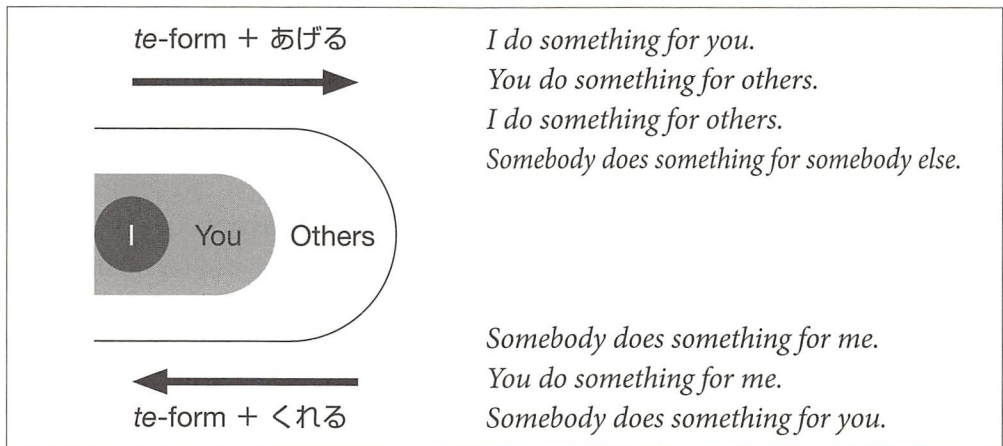 te-form + あげる
I do something for you.
You do something for others.
I do something for others.
Somebody does something for somebody else.
I You Others
Somebody does something for me.
You do something for me.
Somebody does something for you.
te-form + くれる